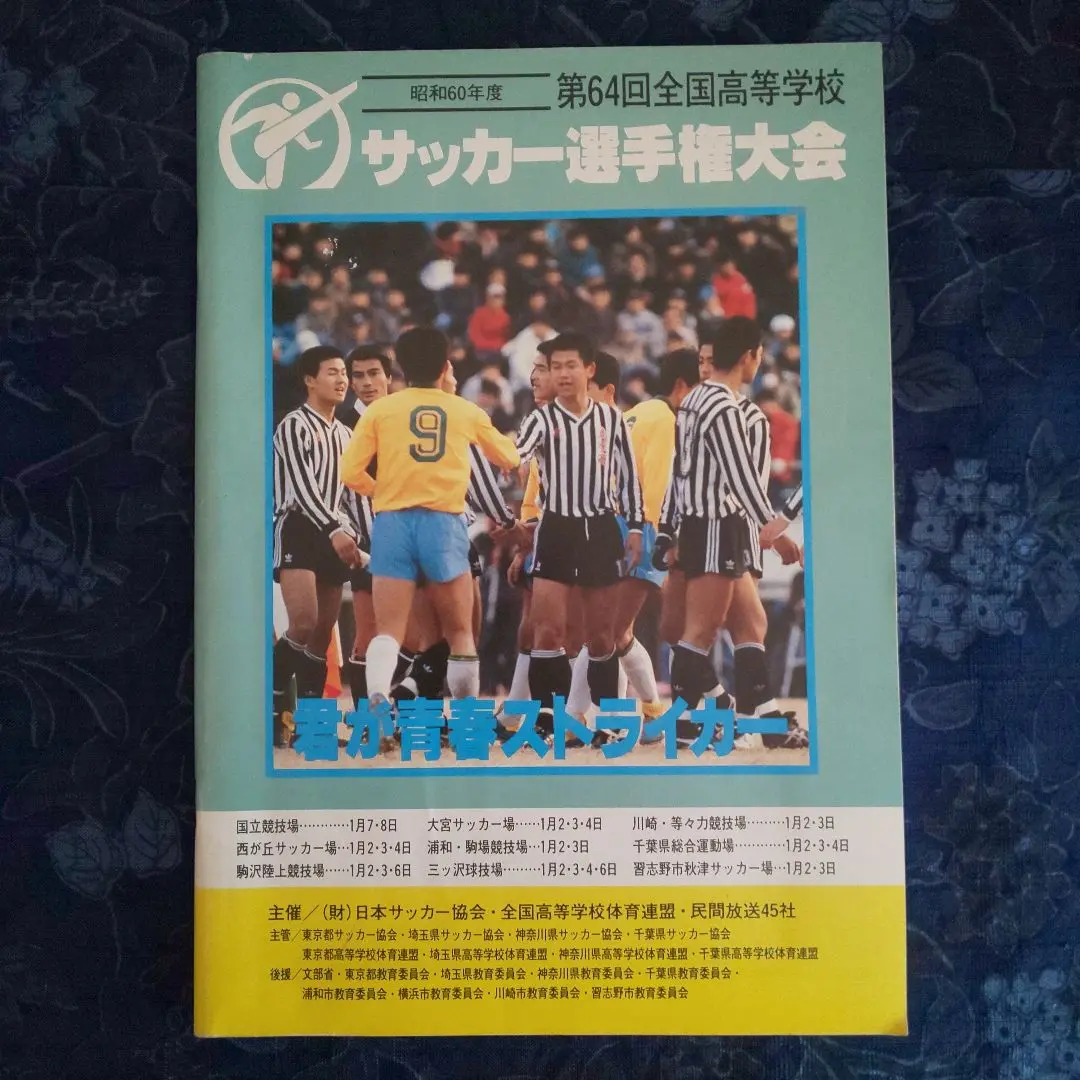 昭和60年度
第64回全国高等学校
サッカー選手権大会
9
君が青春ストライカー
国立競技場…………1月7・8日 大宮サッカー場……1月2・3・4日 川崎・等々力競技場………1月2・3日
西が丘サッカー場…1月2・3・4日 浦和・駒場競技場…1月2・3日 千葉県総合運動場…………1月2・3・4日
駒沢陸上競技場……1月2・3・6日 三ッ沢球技場………1月2・3・4・6日 習志野市秋津サッカー場…1月2・3日
主催／(財)日本サッカー協会・全国高等学校体育連盟・民間放送45社
主管／東京都サッカー協会・埼玉県サッカー協会・神奈川県サッカー協会・千葉県サッカー協会
東京都高等学校体育連盟・埼玉県高等学校体育連盟・神奈川県高等学校体育連盟・千葉県高等学校体育連盟
後援／文部省・東京都教育委員会・埼玉県教育委員会・神奈川県教育委員会・千葉県教育委員会・
浦和市教育委員会・横浜市教育委員会・川崎市教育委員会・習志野市教育委員会